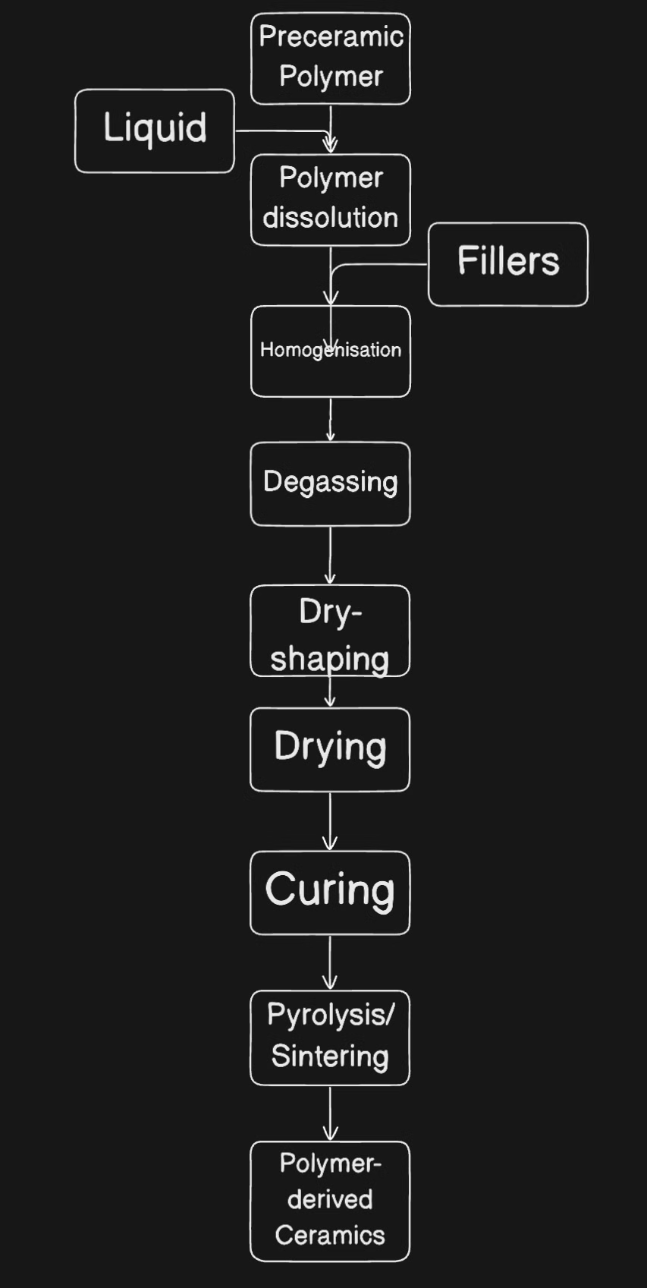 Preceramic
Polymer
Liquid
Polymer
dissolution
Fillers
Homogenisation
Degassing
Dry-
shaping
Drying
Curing
Pyrolysis/
Sintering
Polymer-
derived
Ceramics